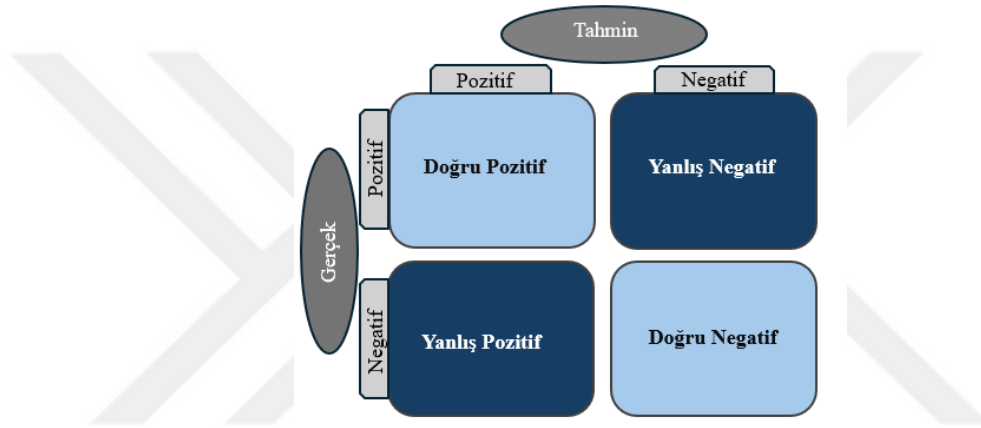 Tahmin
Pozitif
Negatif
Gerçek
Pozitif
Doğru Pozitif
Yanlış Negatif
Negatif
Yanlış Pozitif
Doğru Negatif